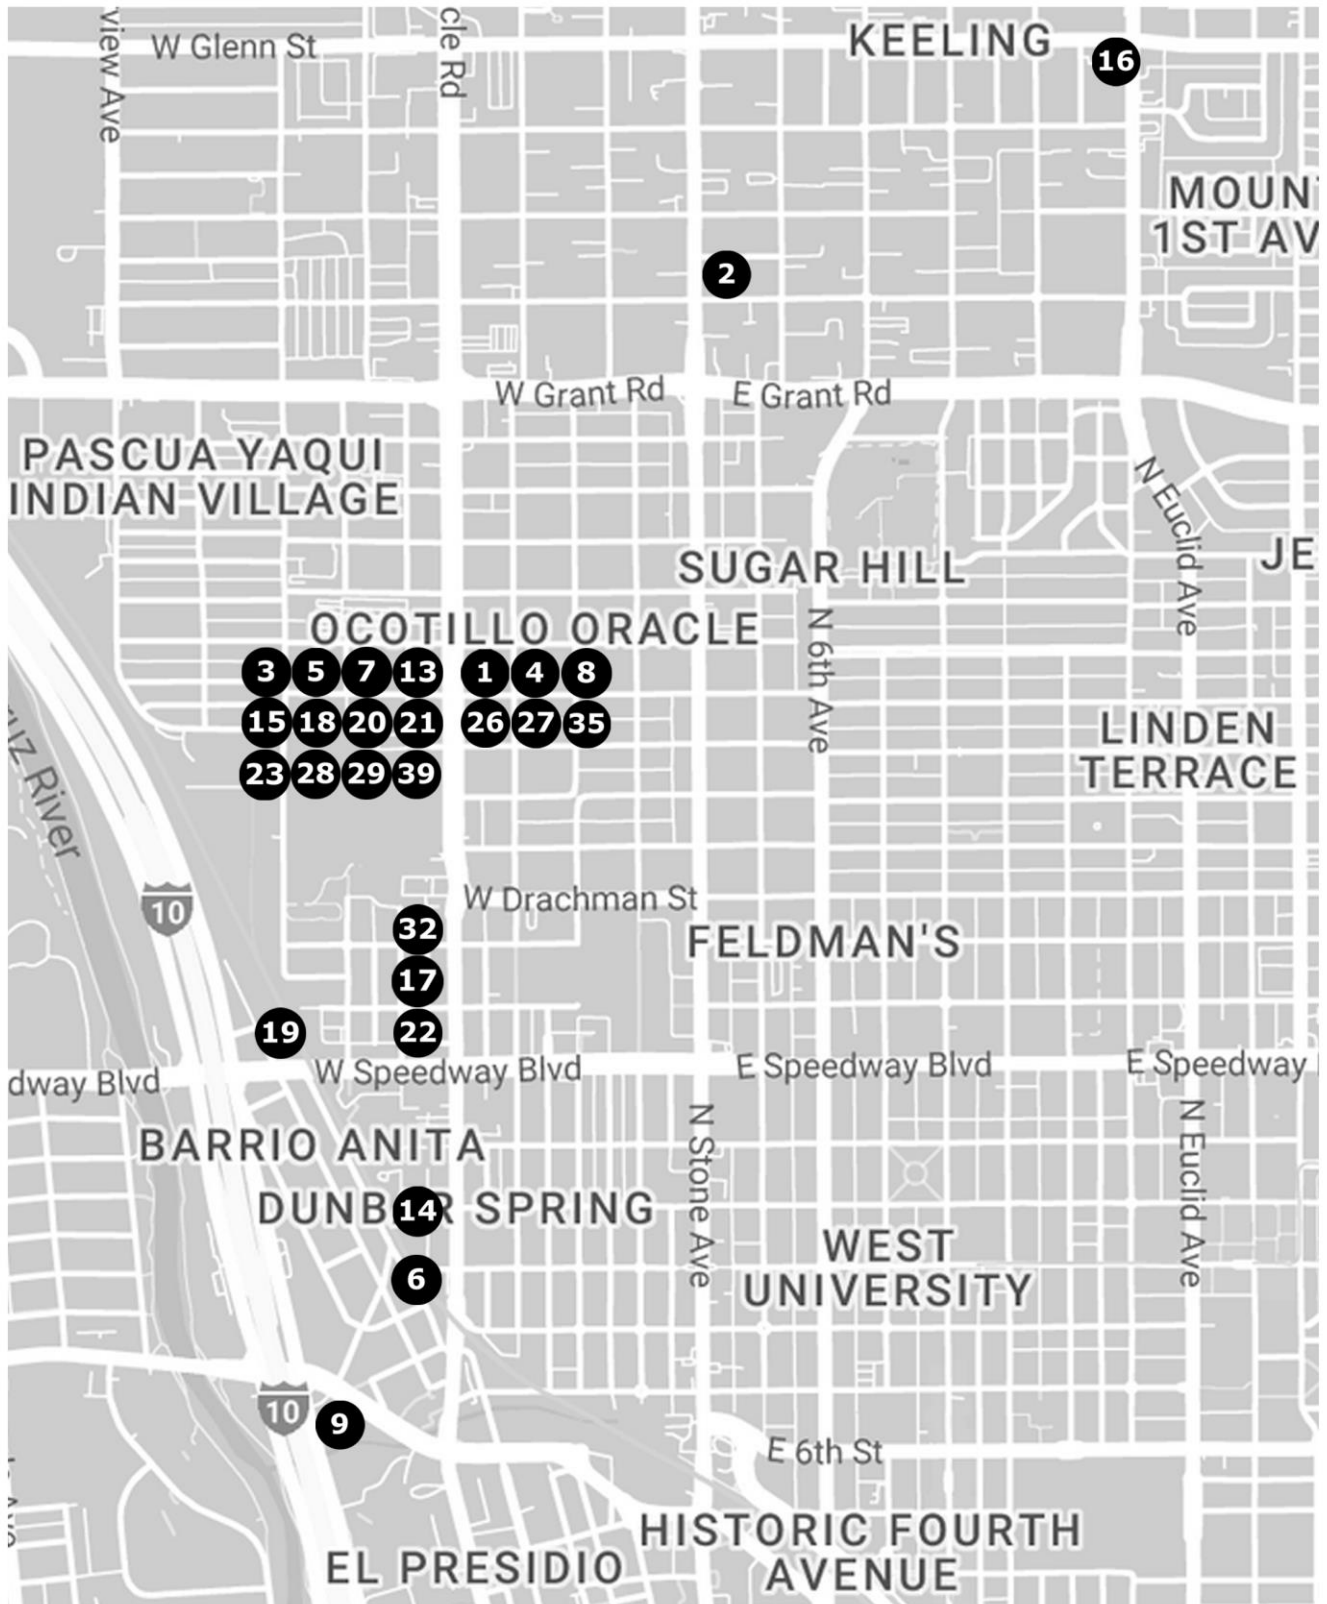 view Ave
W Glenn St
cle Rd
KEELING
16
MOUN
1ST AV
2
W Grant Rd
E Grant Rd
PASCUA YAQUI
INDIAN VILLAGE
N Euclid Ave
SUGAR HILL
JE
OCOTILLO ORACLE
N 6th Ave
3 5 7 13 1 4 8
15 18 20 21 26 27 35
23 28 29 39
LINDEN
TERRACE
uz River
10
W Drachman St
32
FELDMAN'S
17
19
22
dway Blvd
W Speedway Blvd
E Speedway Blvd
E Speedway
BARRIO ANITA
N Stone Ave
N Euclid Ave
DUNB
14
R SPRING
WEST
UNIVERSITY
6
10
9
E 6th St
HISTORIC FOURTH
AVENUE
EL PRESIDIO